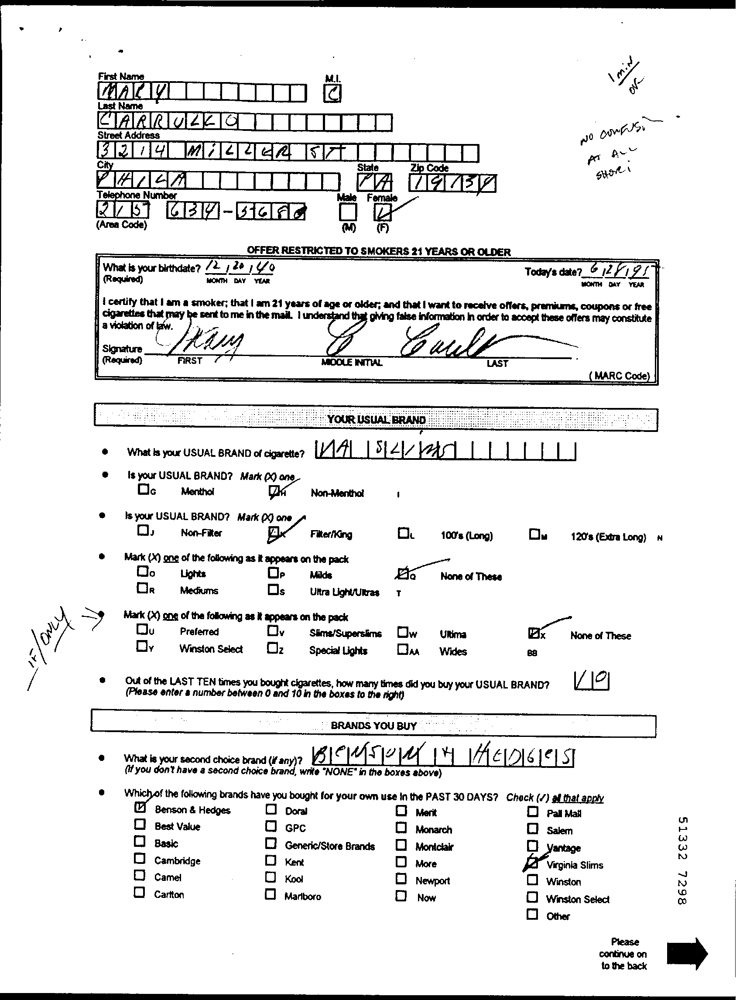 1 min
OK
NO CONFUSI
AT ALL
SHORT
First Name M.I.
MARY C
Last Name
CARRULLO
Street Address
3214 MILLER ST
City State Zip Code
PHILA PA 19134
Telephone Number Male Female
215 634-3688
(Area Code) (M) (F)
OFFER RESTRICTED TO SMOKERS 21 YEARS OR OLDER
What is your birthdate? 12 / 20 / 40 Today's date? 6 / 28 / 95
(Required) MONTH DAY YEAR MONTH DAY YEAR
I certify that I am a smoker; that I am 21 years of age or older; and that I want to receive offers, premiums, coupons or free
cigarettes that may be sent to me in the mail. I understand that giving false information in order to accept these offers may constitute
a violation of law.
Signature Mary C
(Required) FIRST MIDDLE INITIAL LAST
( MARC Code)
YOUR USUAL BRAND
What is your USUAL BRAND of cigarette? VA SLIMS
Is your USUAL BRAND? Mark (X) one
G Menthol H Non-Menthol I
Is your USUAL BRAND? Mark (X) one
J Non-Filter K Filter/King L 100's (Long) M 120's (Extra Long) N
Mark (X) one of the following as it appears on the pack
O Lights P Milds Q None of These
R Mediums S Ultra Light/Ultras T
IF/ONLY
Mark (X) one of the following as it appears on the pack
U Preferred V Slims/Superslims W Ultima X None of These
Y Winston Select Z Special Lights AA Wides BB
Out of the LAST TEN times you bought cigarettes, how many times did you buy your USUAL BRAND? 10
(Please enter a number between 0 and 10 in the boxes to the right)
BRANDS YOU BUY
What is your second choice brand (if any)? BENSON N HEDGES
(If you don't have a second choice brand, write "NONE" in the boxes above)
Which of the following brands have you bought for your own use in the PAST 30 DAYS? Check (✓) all that apply
Benson & Hedges Doral Merit Pall Mall
Best Value GPC Monarch Salem
Basic Generic/Store Brands Montclair Vantage
Cambridge Kent More Virginia Slims
Camel Kool Newport Winston
Carlton Marlboro Now Winston Select
Other
51332 7298
Please
continue on
to the back